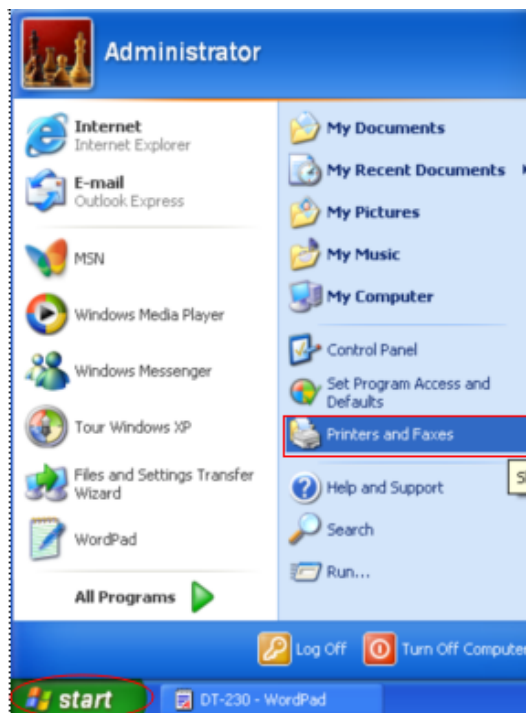 Administrator
Internet
Internet Explorer
E-mail
Outlook Express
MSN
Windows Media Player
Windows Messenger
Tour Windows XP
Files and Settings Transfer
Wizard
WordPad
All Programs
My Documents
My Recent Documents
My Pictures
My Music
My Computer
Control Panel
Set Program Access and
Defaults
Printers and Faxes
Help and Support
Search
Run...
Log Off
Turn Off Computer
start
DT-230 - WordPad